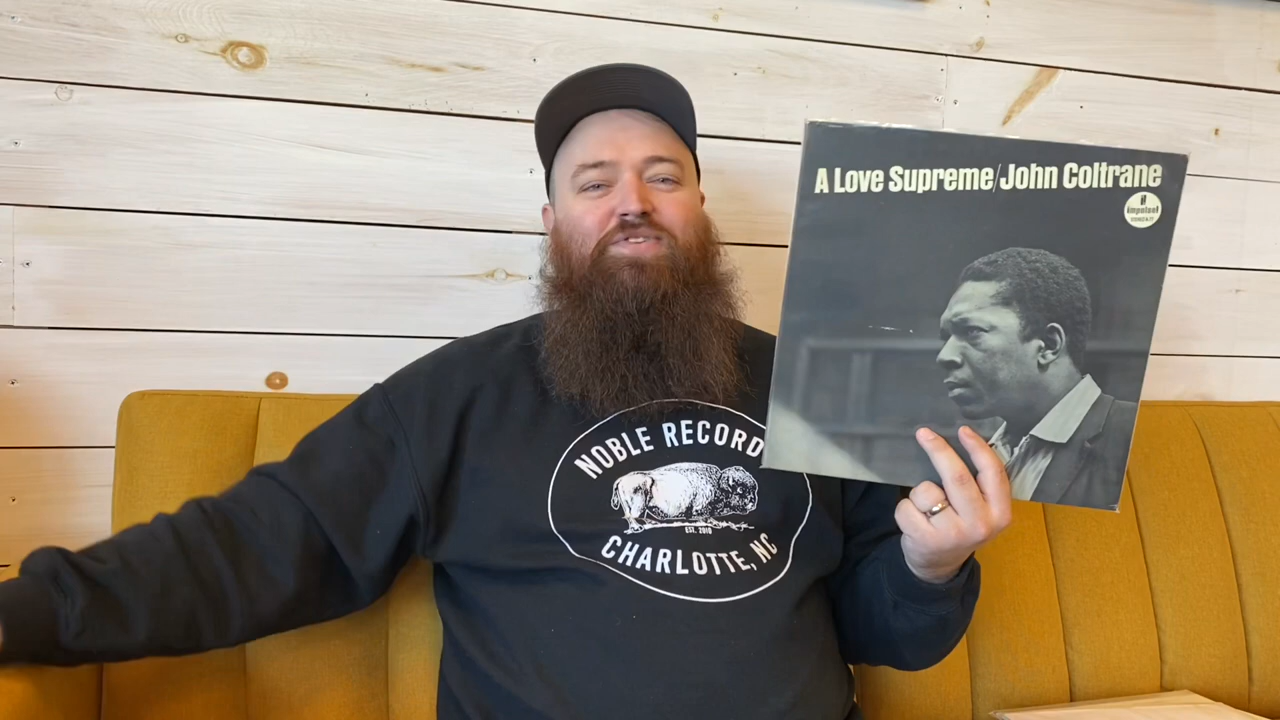 A Love Supreme/John Coltrane
impulse!
NOBLE RECORD
EST. 2010
CHARLOTTE, NC